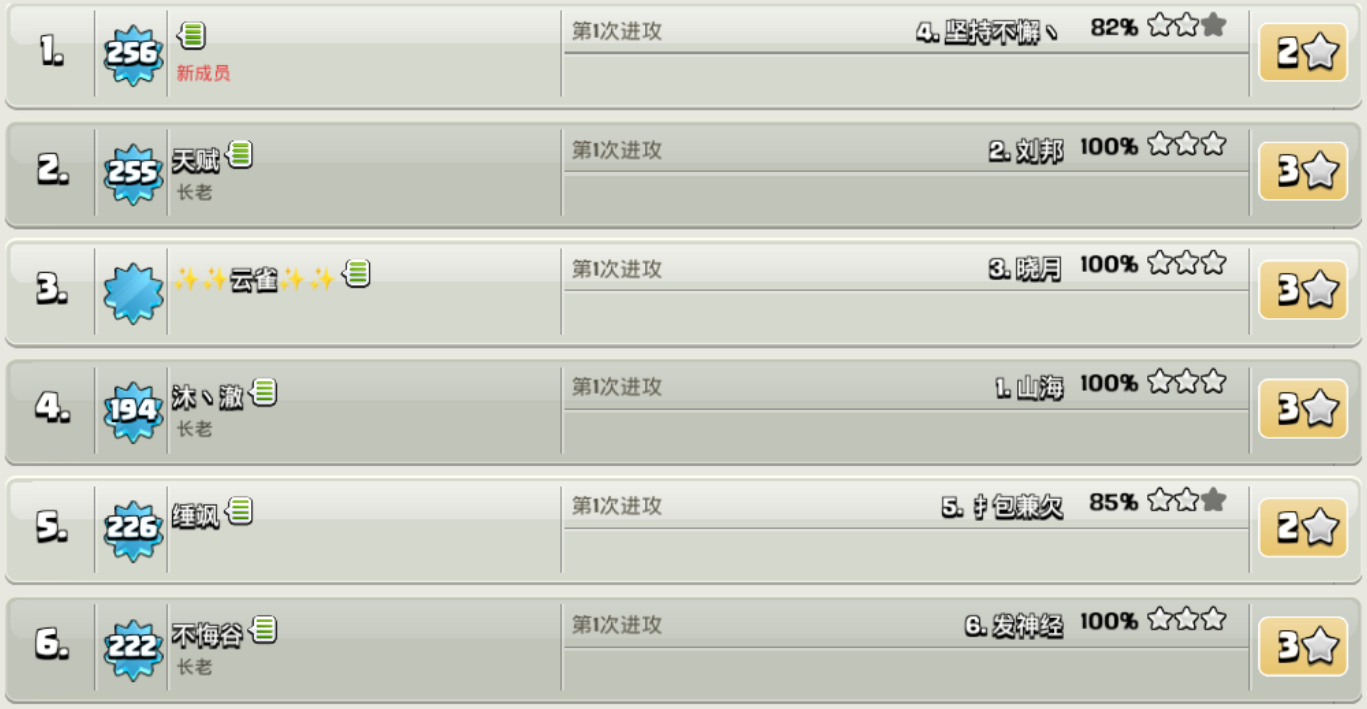 1. 256 第1次进攻 4. 坚持不懈丶 82% 2
新成员
2. 255 天赋 第1次进攻 2. 刘邦 100% 3
长老
3. ✨✨云雀✨✨ 第1次进攻 3. 晓月 100% 3
4. 194 沐丶澈 第1次进攻 1. 山海 100% 3
长老
5. 226 缍飒 第1次进攻 5. 扌包兼欠 85% 2
6. 222 不悔谷 第1次进攻 6. 发神经 100% 3
长老